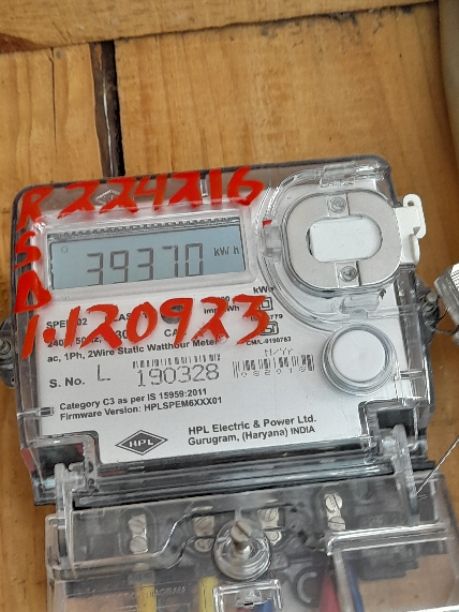 R 224216
39370 kWh
S
D
1120923
ac, 1Ph, 2Wire Static Watthour Meter
S. No. L 190328
Category C3 as per IS 15959:2011
Firmware Version: HPLSPEM6XXX01
HPL
HPL Electric & Power Ltd.
Gurugram, (Haryana) INDIA